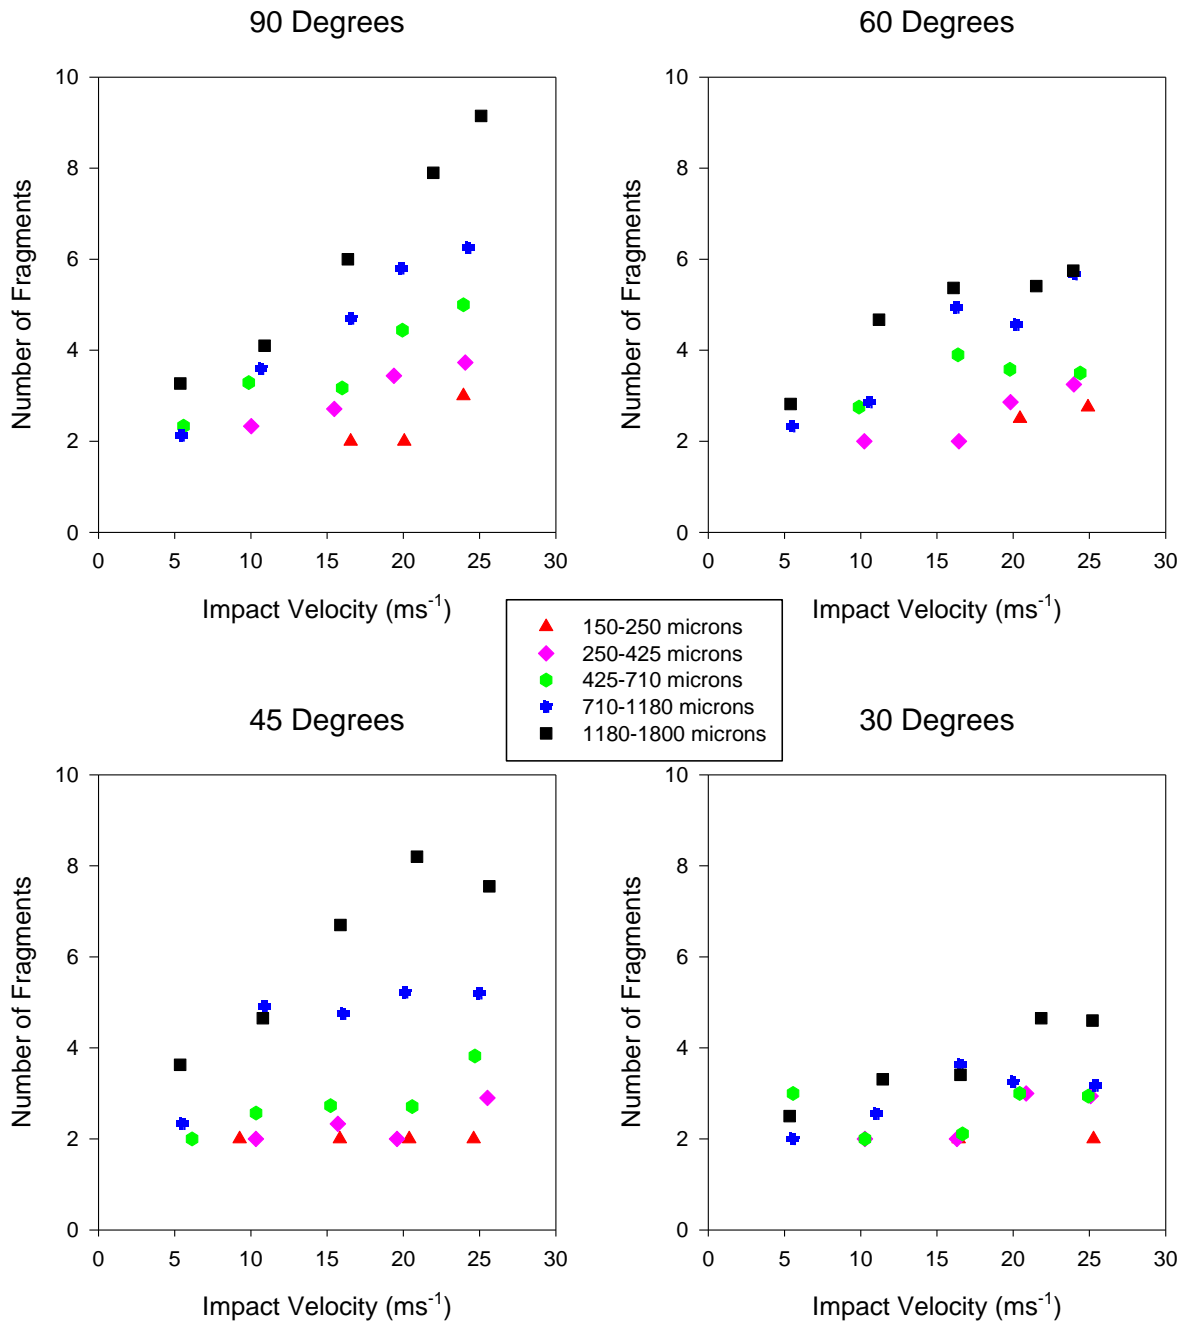 90 Degrees
60 Degrees
Number of Fragments
10
8
6
4
2
0
0 5 10 15 20 25 30
Impact Velocity (ms-1)
Number of Fragments
10
8
6
4
2
0
0 5 10 15 20 25 30
Impact Velocity (ms-1)
150-250 microns
250-425 microns
425-710 microns
710-1180 microns
1180-1800 microns
45 Degrees
30 Degrees
Number of Fragments
10
8
6
4
2
0
0 5 10 15 20 25 30
Impact Velocity (ms-1)
Number of Fragments
10
8
6
4
2
0
0 5 10 15 20 25 30
Impact Velocity (ms-1)